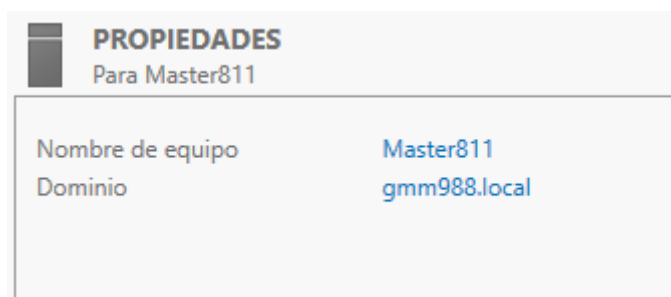 PROPIEDADES
Para Master811
Nombre de equipo Master811
Dominio gmm988.local